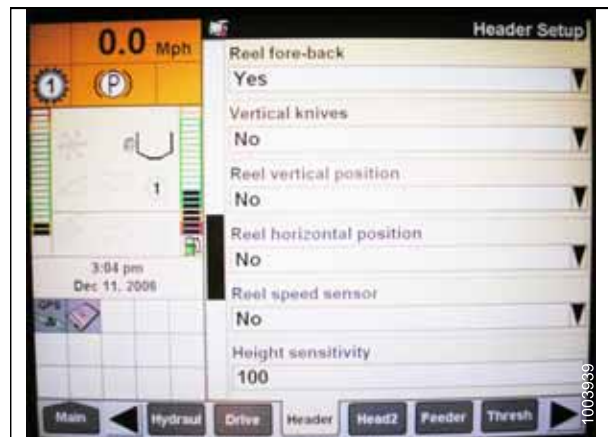 0.0 Mph
1
P
1
3:04 pm
Dec 11, 2006
GPS
Header Setup
Reel fore-back
Yes
Vertical knives
No
Reel vertical position
No
Reel horizontal position
No
Reel speed sensor
No
Height sensitivity
100
Main
Hydraul
Drive
Header
Head2
Feeder
Thresh
1003939